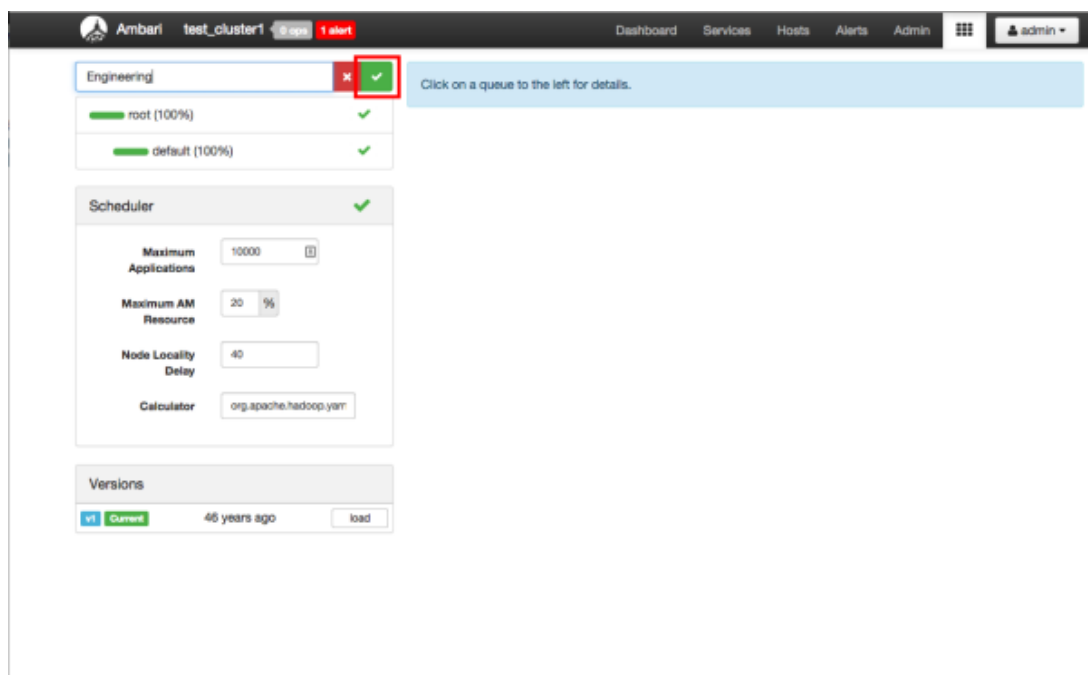 Ambari test_cluster1 0 ops 1 alert Dashboard Services Hosts Alerts Admin admin
Engineering
Click on a queue to the left for details.
root (100%)
default (100%)
Scheduler
Maximum Applications 10000
Maximum AM Resource 20 %
Node Locality Delay 40
Calculator org.apache.hadoop.yarn
Versions
v1 Current 46 years ago load